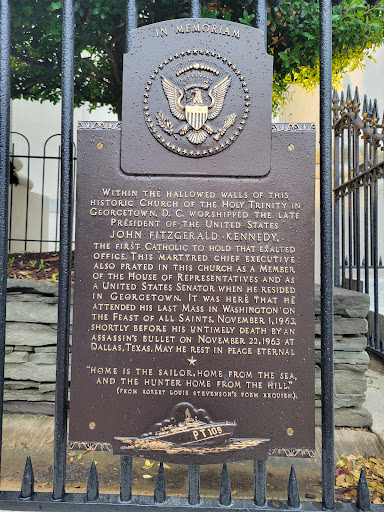 IN MEMORIAM
WITHIN THE HALLOWED WALLS OF THIS
HISTORIC CHURCH OF THE HOLY TRINITY IN
GEORGETOWN, D.C. WORSHIPPED THE LATE
PRESIDENT OF THE UNITED STATES
JOHN FITZGERALD KENNEDY,
THE FIRST CATHOLIC TO HOLD THAT EXALTED
OFFICE. THIS MARTYRED CHIEF EXECUTIVE
ALSO PRAYED IN THIS CHURCH AS A MEMBER
OF THE HOUSE OF REPRESENTATIVES AND AS
A UNITED STATES SENATOR WHEN HE RESIDED
IN GEORGETOWN. IT WAS HERE THAT HE
ATTENDED HIS LAST MASS IN WASHINGTON ON
THE FEAST OF ALL SAINTS, NOVEMBER 1, 1963,
SHORTLY BEFORE HIS UNTIMELY DEATH BY AN
ASSASSIN'S BULLET ON NOVEMBER 22, 1963 AT
DALLAS, TEXAS. MAY HE REST IN PEACE ETERNAL
"HOME IS THE SAILOR, HOME FROM THE SEA,
AND THE HUNTER HOME FROM THE HILL."
(FROM ROBERT LOUIS STEVENSON'S POEM REQUIEM)
PT 109